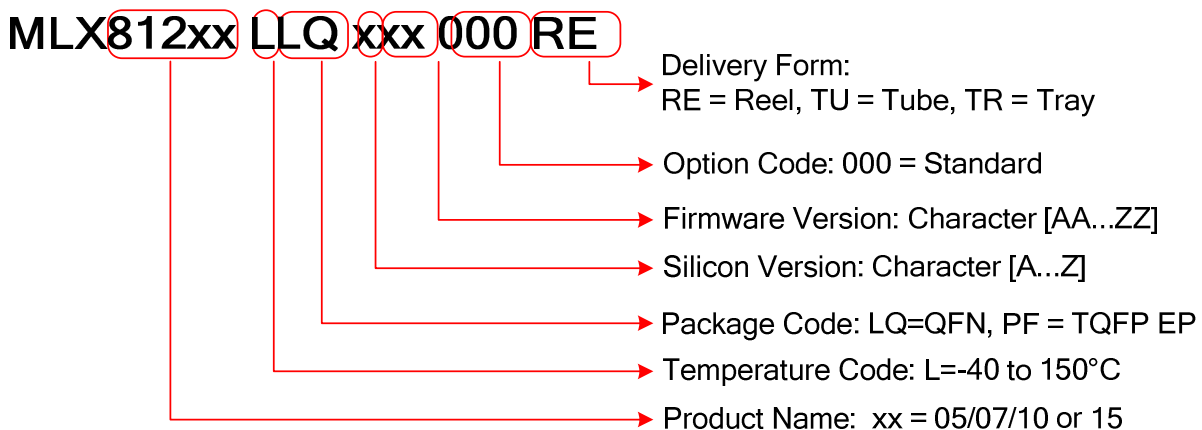 MLX812xx LLQ xxx 000 RE
Delivery Form:
RE = Reel, TU = Tube, TR = Tray
Option Code: 000 = Standard
Firmware Version: Character [AA...ZZ]
Silicon Version: Character [A...Z]
Package Code: LQ=QFN, PF = TQFP EP
Temperature Code: L=-40 to 150°C
Product Name: xx = 05/07/10 or 15